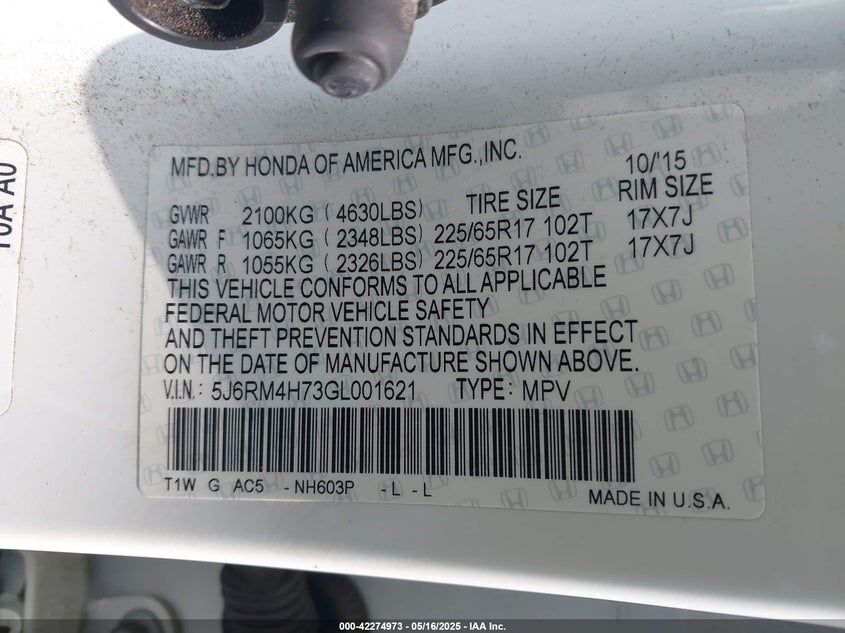 MFD.BY HONDA OF AMERICA MFG.,INC. 10/'15
GVWR 2100KG ( 4630LBS) TIRE SIZE RIM SIZE
GAWR F 1065KG ( 2348LBS) 225/65R17 102T 17X7J
GAWR R 1055KG ( 2326LBS) 225/65R17 102T 17X7J
THIS VEHICLE CONFORMS TO ALL APPLICABLE
FEDERAL MOTOR VEHICLE SAFETY
AND THEFT PREVENTION STANDARDS IN EFFECT
ON THE DATE OF MANUFACTURE SHOWN ABOVE.
V.I.N.: 5J6RM4H73GL001621 TYPE: MPV
T1W G AC5 -NH603P -L -L
MADE IN U.S.A.
000-42274973 - 05/16/2025 - IAA Inc.